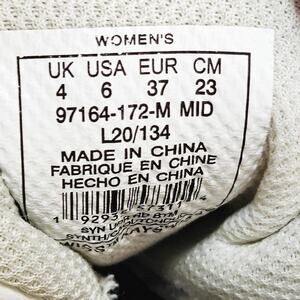 WOMEN'S
UK USA EUR CM
4 6 37 23
97164-172-M MID
L20/134
MADE IN CHINA
FABRIQUE EN CHINE
HECHO EN CHINA